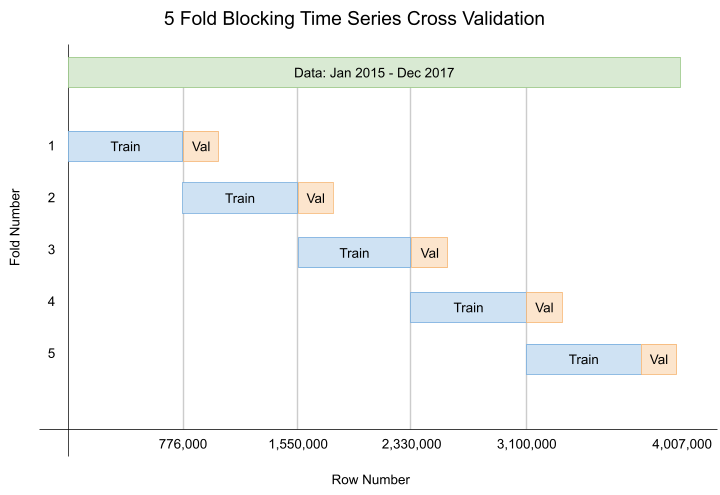 5 Fold Blocking Time Series Cross Validation
Data: Jan 2015 - Dec 2017
1
Train
Val
2
Train
Val
3
Train
Val
4
Train
Val
5
Train
Val
Fold Number
776,000
1,550,000
2,330,000
3,100,000
4,007,000
Row Number